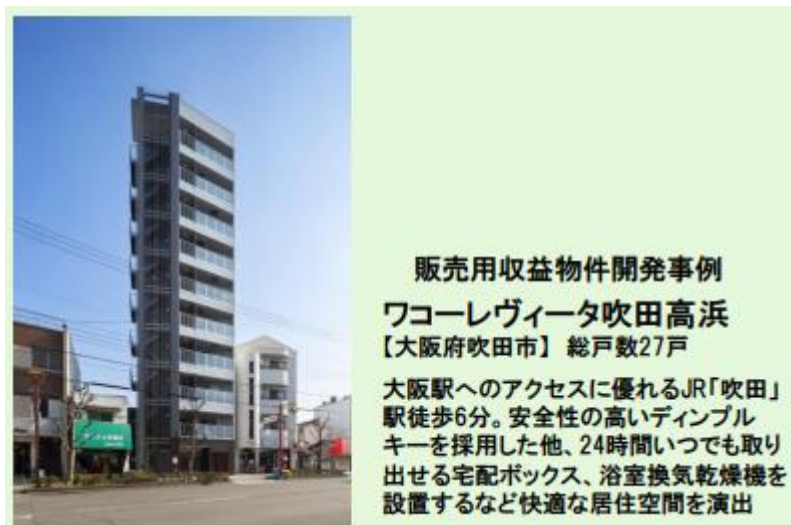 販売用収益物件開発事例
ワコーレヴィータ吹田高浜
【大阪府吹田市】 総戸数27戸
大阪駅へのアクセスに優れるJR「吹田」
駅徒歩6分。安全性の高いディンプル
キーを採用した他、24時間いつでも取り
出せる宅配ボックス、浴室換気乾燥機を
設置するなど快適な居住空間を演出